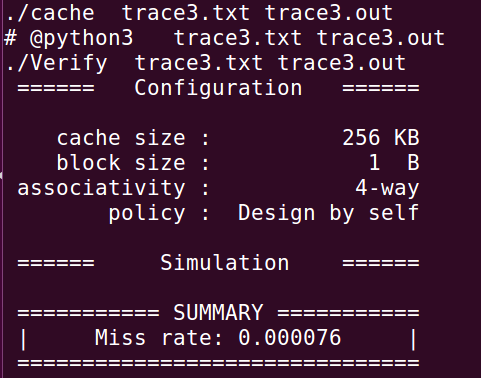 ./cache  trace3.txt trace3.out
# @python3   trace3.txt trace3.out
./Verify  trace3.txt trace3.out
======   Configuration   ======
cache size :          256 KB
block size :            1  B
associativity :           4-way
policy :  Design by self
======     Simulation    ======
=========== SUMMARY ===========
|     Miss rate: 0.000076     |
===============================